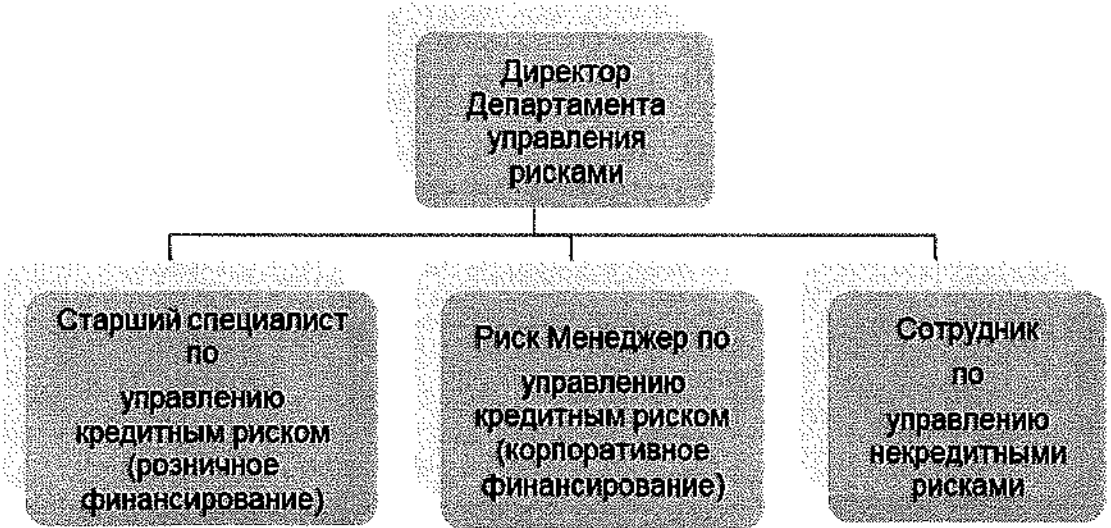 Директор
Департамента
управления
рисками
Старший специалист
по
управлению
кредитным риском
(розничное
финансирование)
Риск Менеджер по
управлению
кредитным риском
(корпоративное
финансирование)
Сотрудник
по
управлению
некредитными
рисками